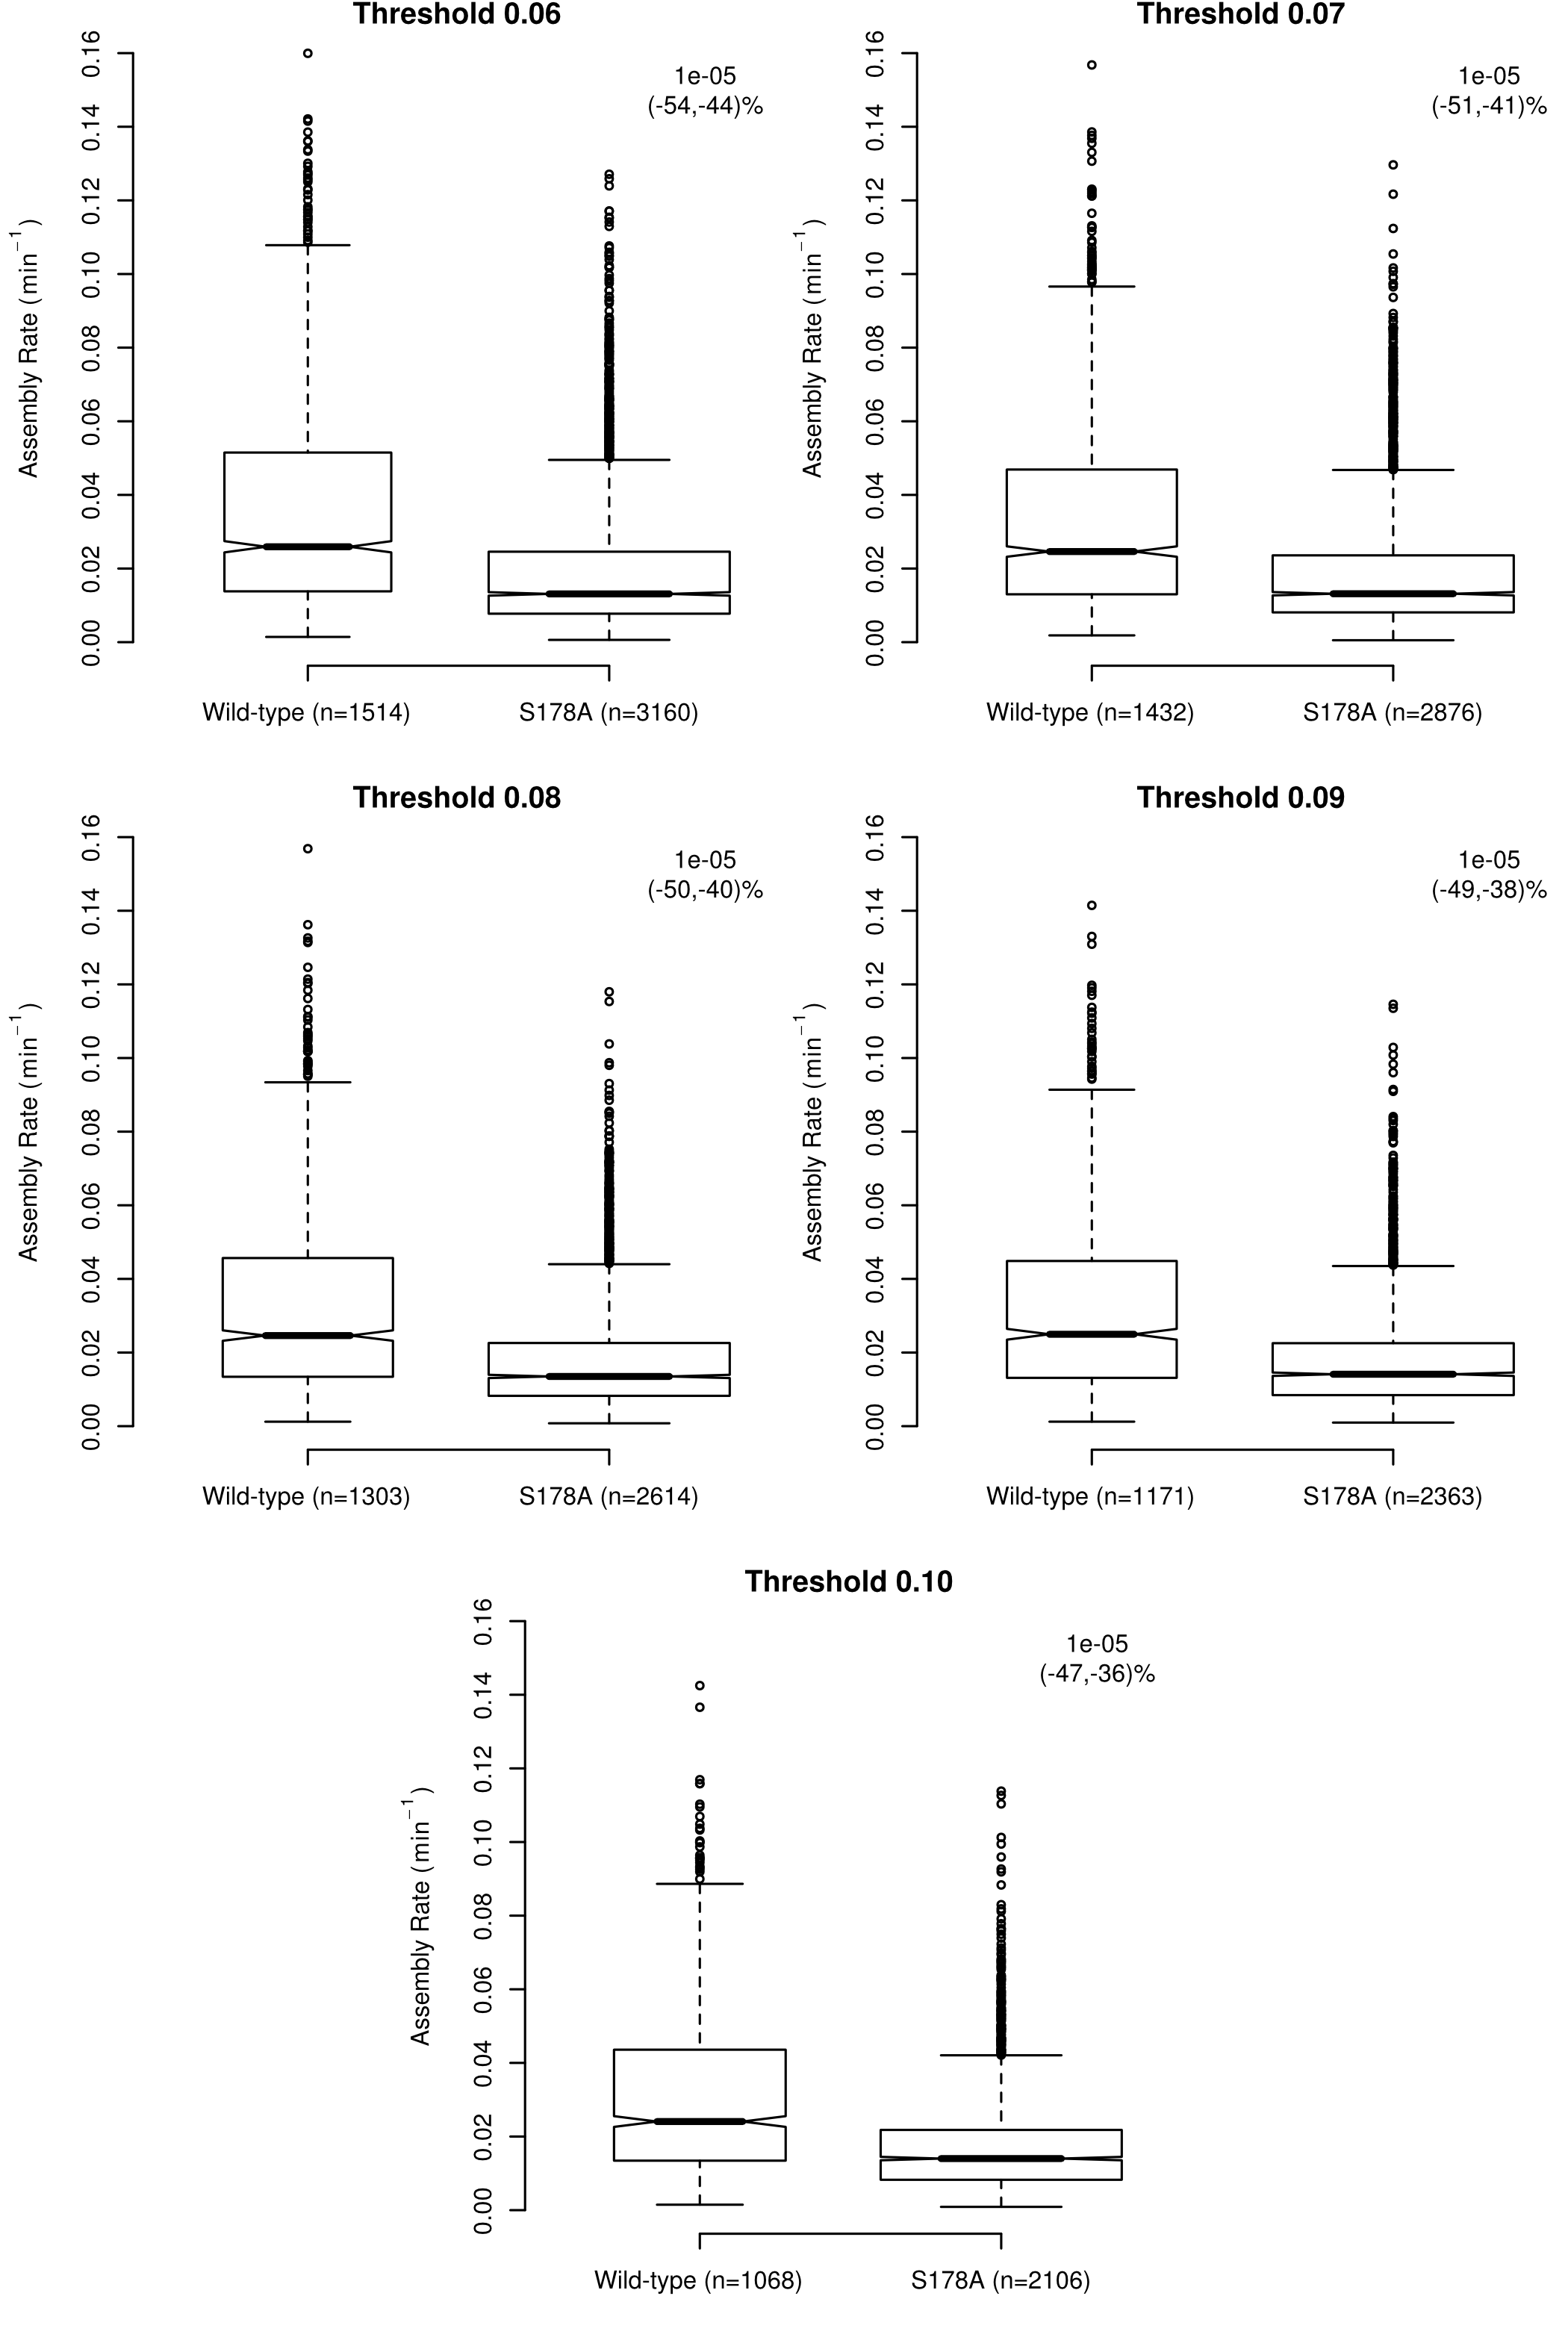 Threshold 0.06
Assembly Rate (min−1)
0.16
0.14
0.12
0.10
0.08
0.06
0.04
0.02
0.00
1e-05
(-54,-44)%
Wild-type (n=1514) S178A (n=3160)
Threshold 0.07
Assembly Rate (min−1)
0.16
0.14
0.12
0.10
0.08
0.06
0.04
0.02
0.00
1e-05
(-51,-41)%
Wild-type (n=1432) S178A (n=2876)
Threshold 0.08
Assembly Rate (min−1)
0.16
0.14
0.12
0.10
0.08
0.06
0.04
0.02
0.00
1e-05
(-50,-40)%
Wild-type (n=1303) S178A (n=2614)
Threshold 0.09
Assembly Rate (min−1)
0.16
0.14
0.12
0.10
0.08
0.06
0.04
0.02
0.00
1e-05
(-49,-38)%
Wild-type (n=1171) S178A (n=2363)
Threshold 0.10
Assembly Rate (min−1)
0.16
0.14
0.12
0.10
0.08
0.06
0.04
0.02
0.00
1e-05
(-47,-36)%
Wild-type (n=1068) S178A (n=2106)